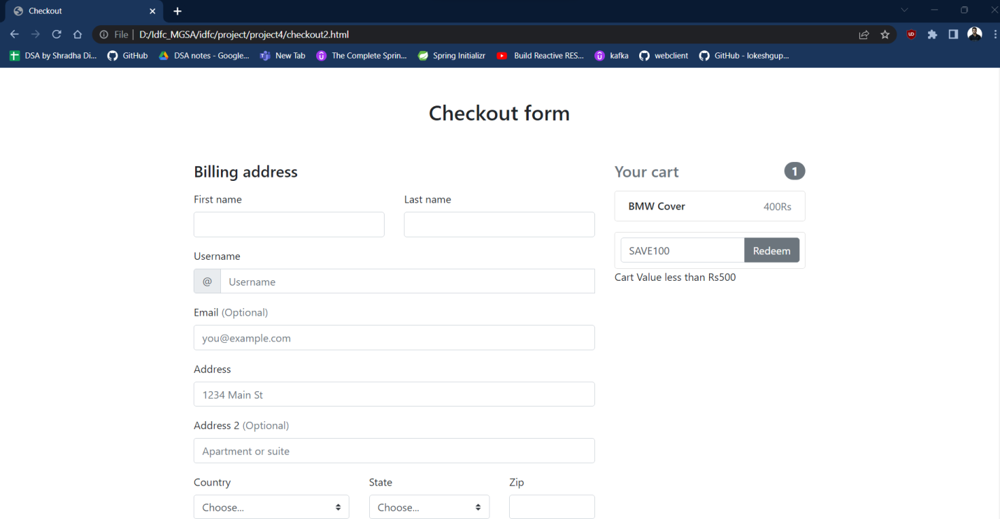 Checkout
File | D:/Idfc_MGSA/idfc/project/project4/checkout2.html
DSA by Shradha Di... GitHub DSA notes - Google... New Tab The Complete Sprin... Spring Initializr Build Reactive RES... kafka webclient GitHub - lokeshgup...
Checkout form
Billing address
First name Last name
Username
@ Username
Email (Optional)
you@example.com
Address
1234 Main St
Address 2 (Optional)
Apartment or suite
Country State Zip
Choose... Choose...
Your cart 1
BMW Cover 400Rs
SAVE100 Redeem
Cart Value less than Rs500